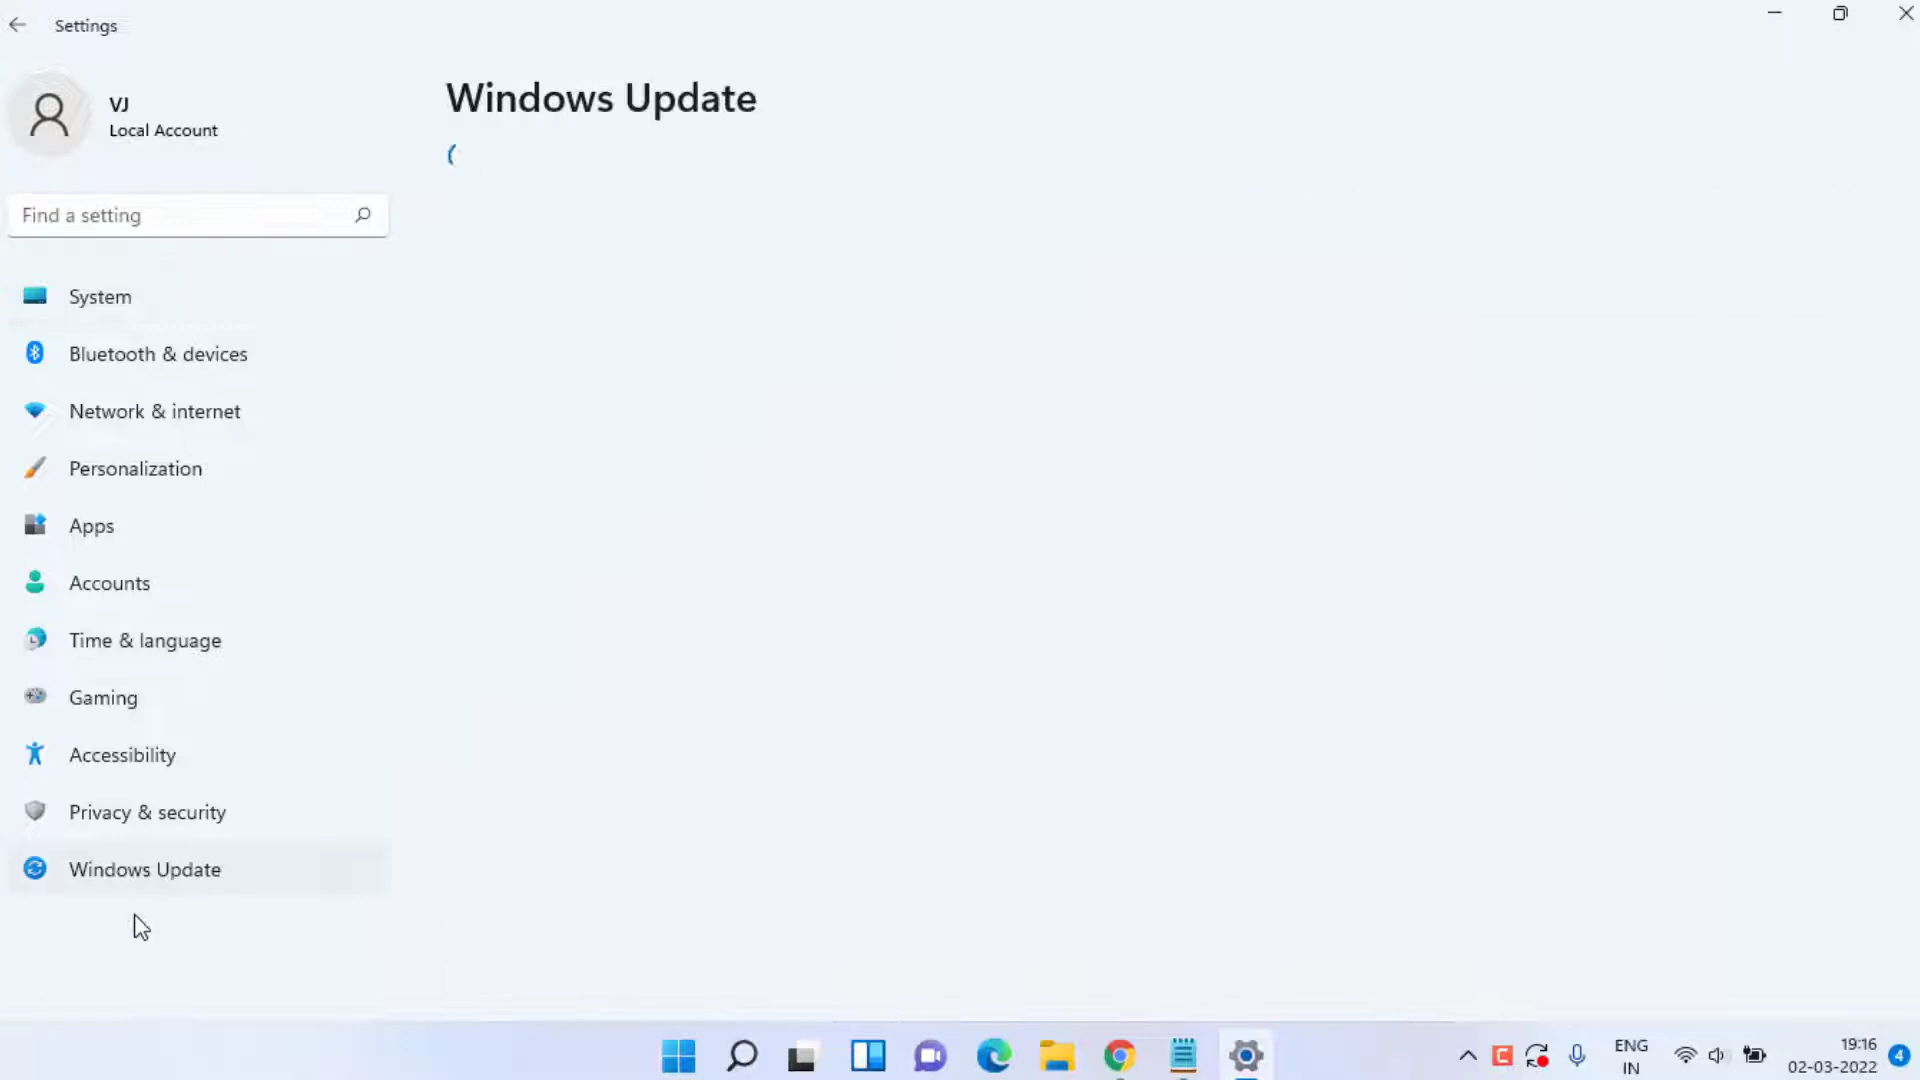 Settings
VJ
Local Account
Find a setting
System
Bluetooth & devices
Network & internet
Personalization
Apps
Accounts
Time & language
Gaming
Accessibility
Privacy & security
Windows Update
Windows Update
ENG
IN
19:16
02-03-2022
4